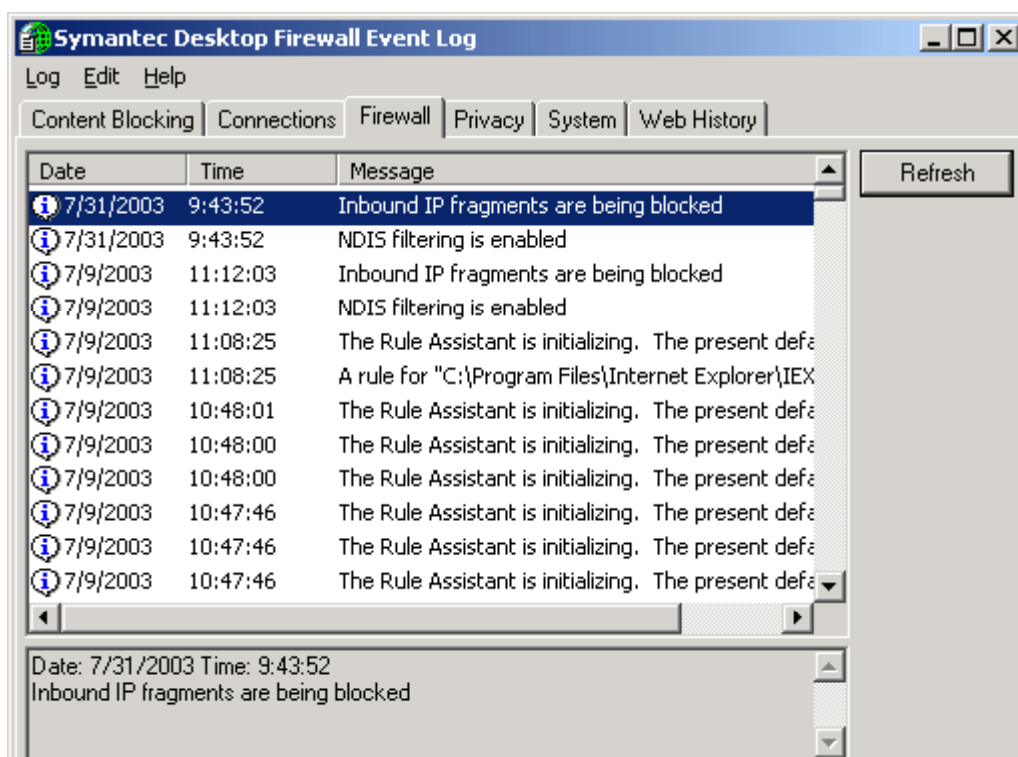 Symantec Desktop Firewall Event Log
Log Edit Help
Content Blocking Connections Firewall Privacy System Web History
Date Time Message
Refresh
7/31/2003 9:43:52 Inbound IP fragments are being blocked
7/31/2003 9:43:52 NDIS filtering is enabled
7/9/2003 11:12:03 Inbound IP fragments are being blocked
7/9/2003 11:12:03 NDIS filtering is enabled
7/9/2003 11:08:25 The Rule Assistant is initializing. The present defa
7/9/2003 11:08:25 A rule for "C:\Program Files\Internet Explorer\IEX
7/9/2003 10:48:01 The Rule Assistant is initializing. The present defa
7/9/2003 10:48:00 The Rule Assistant is initializing. The present defa
7/9/2003 10:48:00 The Rule Assistant is initializing. The present defa
7/9/2003 10:47:46 The Rule Assistant is initializing. The present defa
7/9/2003 10:47:46 The Rule Assistant is initializing. The present defa
7/9/2003 10:47:46 The Rule Assistant is initializing. The present defa
Date: 7/31/2003 Time: 9:43:52
Inbound IP fragments are being blocked